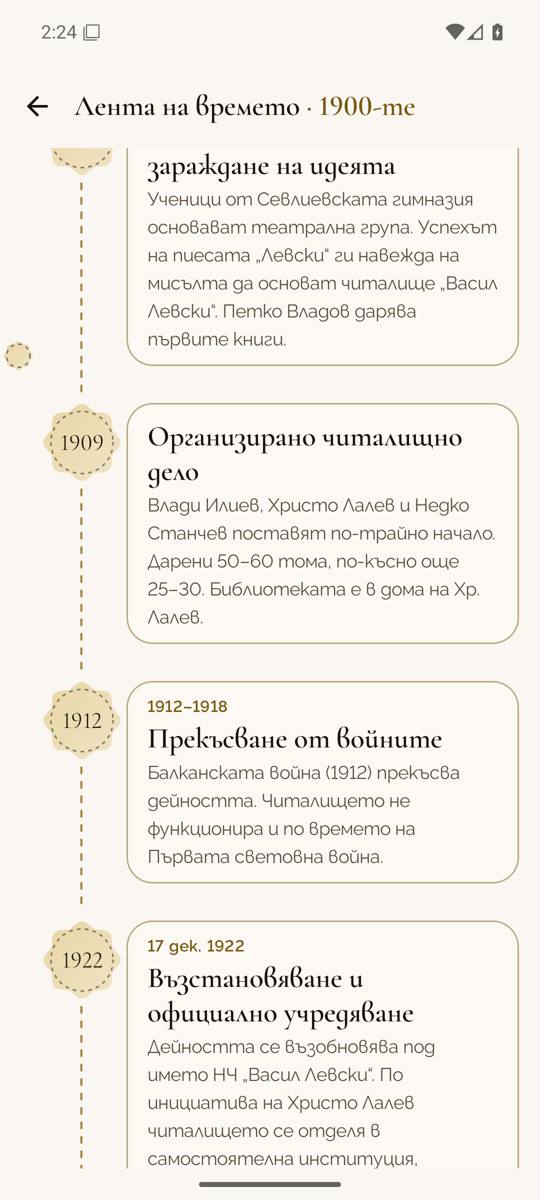 2:24
Лента на времето · 1900-те
зараждане на идеята
Ученици от Севлиевската гимназия
основават театрална група. Успехът
на пиесата „Левски“ ги навежда на
мисълта да основат читалище „Васил
Левски“. Петко Владов дарява
първите книги.
1909
Организирано читалищно
дело
Влади Илиев, Христо Лалев и Недко
Станчев поставят по-трайно начало.
Дарени 50–60 тома, по-късно още
25–30. Библиотеката е в дома на Хр.
Лалев.
1912
1912–1918
Прекъсване от войните
Балканската война (1912) прекъсва
дейността. Читалището не
функционира и по времето на
Първата световна война.
1922
17 дек. 1922
Възстановяване и
официално учредяване
Дейността се възобновява под
името НЧ „Васил Левски“. По
инициатива на Христо Лалев
читалището се отделя в
самостоятелна институция,